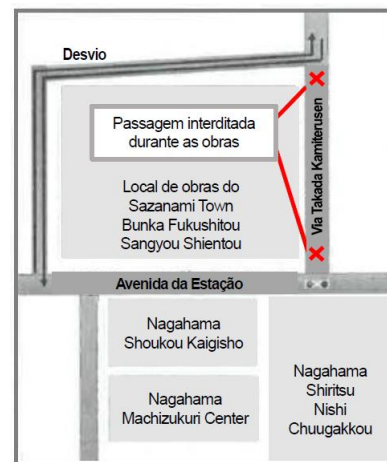 Desvio
Passagem interditada
durante as obras
Via Takada Kamiterusen
Local de obras do
Sazanami Town
Bunka Fukushitou
Sangyou Shientou
Avenida da Estação
Nagahama
Shoukou Kaigisho
Nagahama
Machizukuri Center
Nagahama
Shiritsu
Nishi
Chuugakkou